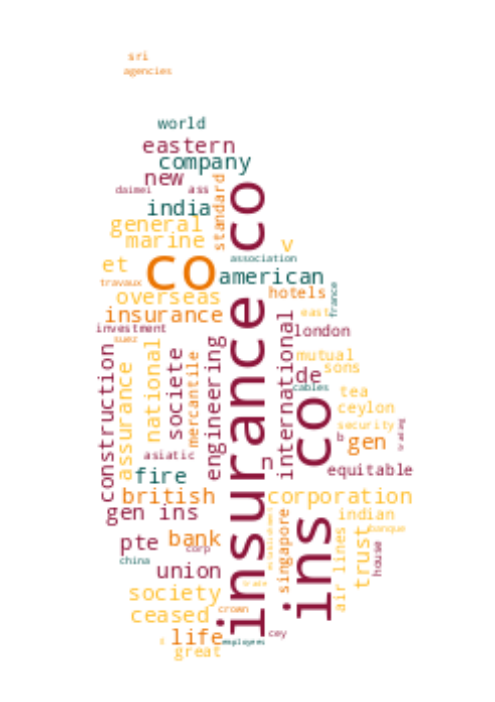 sri
agencies
world
eastern
company
new
daimei
ass
standard
india
general
marine
insurance co
v
co
et
association
american
travaux
hotels
overseas
france
insurance
east
investment
london
suez
international
construction
assurance
national
societe
mercantile
engineering
mutual
sons
de
cables
tea
ins co
ceylon
security
trading
gen
asiatic
equitable
fire
british
corporation
gen ins
indian
singapore
banque
pte
bank
corp
air lines
trust
house
china
union
trade
society
crown
ceased
life
employees
cey
great